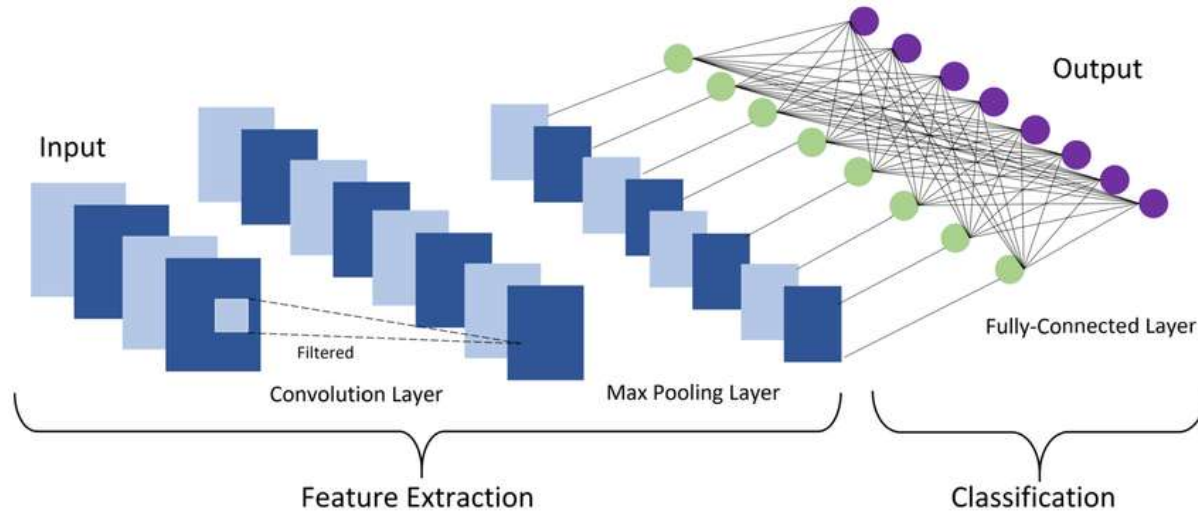 Input
Output
Filtered
Convolution Layer
Max Pooling Layer
Fully-Connected Layer
Feature Extraction
Classification